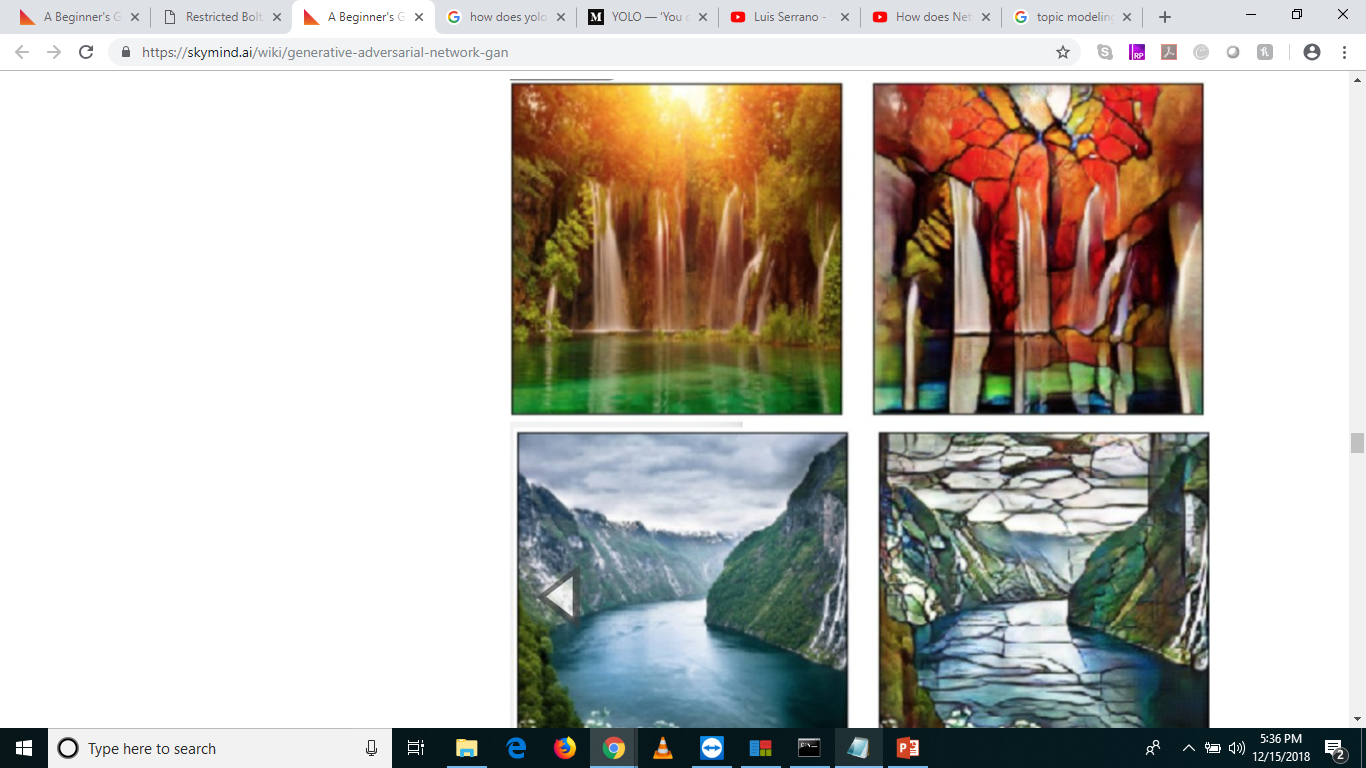 A Beginner's G
Restricted Bolt
A Beginner's G
how does yolo
YOLO — 'You
Luis Serrano -
How does Net
topic modeling
https://skymind.ai/wiki/generative-adversarial-network-gan
Type here to search
5:36 PM
12/15/2018
2